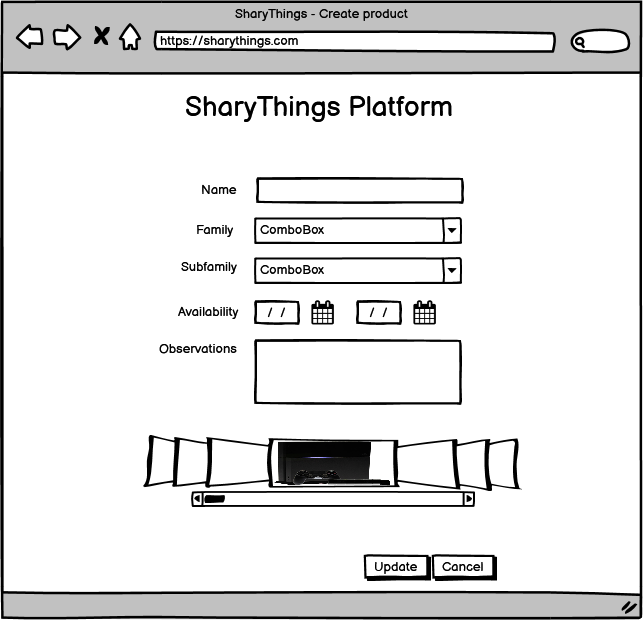 SharyThings - Create product
https://sharythings.com
SharyThings Platform
Name
Family ComboBox
Subfamily ComboBox
Availability / / / /
Observations
Update Cancel